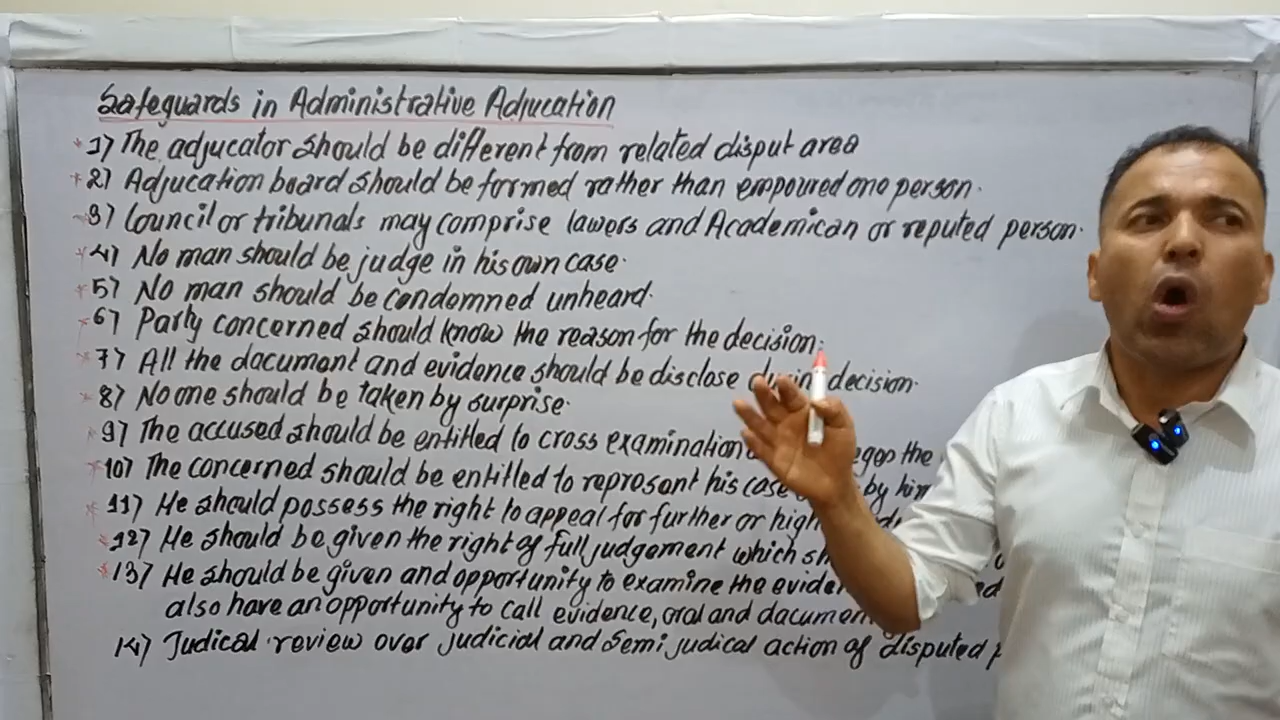 Safeguards in Administrative Adjucation
1) The adjucator should be different from related disput area
2) Adjucation board should be formed rather than empoured one person.
3) Council or tribunals may comprise lawers and Academican or reputed person.
4) No man should be judge in his own case.
5) No man should be condemned unheard.
6) Party concerned should know the reason for the decision.
7) All the document and evidence should be disclose decision.
8) No one should be taken by surprise.
9) The accused should be entitled to cross examination the
10) The concerned should be entitled to represent his case by him
11) He should possess the right to appeal for further or high
12) He should be given the right of full judgement which
13) He should be given and opportunity to examine the
also have an opportunity to call evidence, oral and
14) Judical review over judicial and semi judical action of disputed